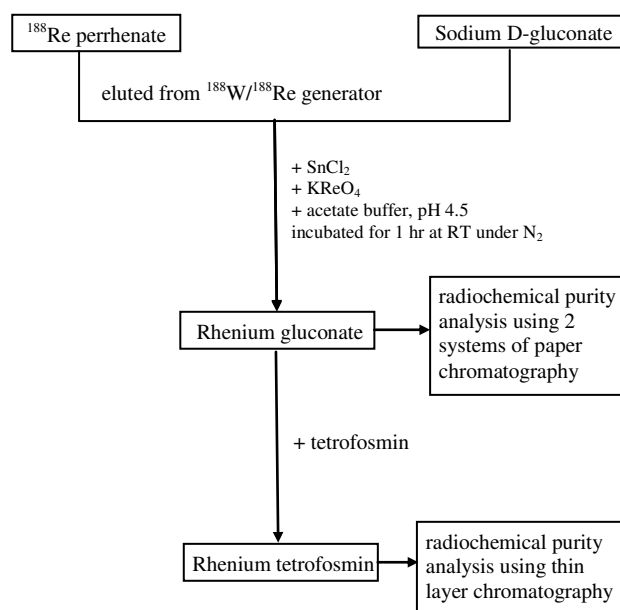 ¹⁸⁸Re perrhenate
Sodium D-gluconate
eluted from ¹⁸⁸W/¹⁸⁸Re generator
+ SnCl₂
+ KReO₄
+ acetate buffer, pH 4.5
incubated for 1 hr at RT under N₂
Rhenium gluconate
radiochemical purity
analysis using 2
systems of paper
chromatography
+ tetrofosmin
Rhenium tetrofosmin
radiochemical purity
analysis using thin
layer chromatography